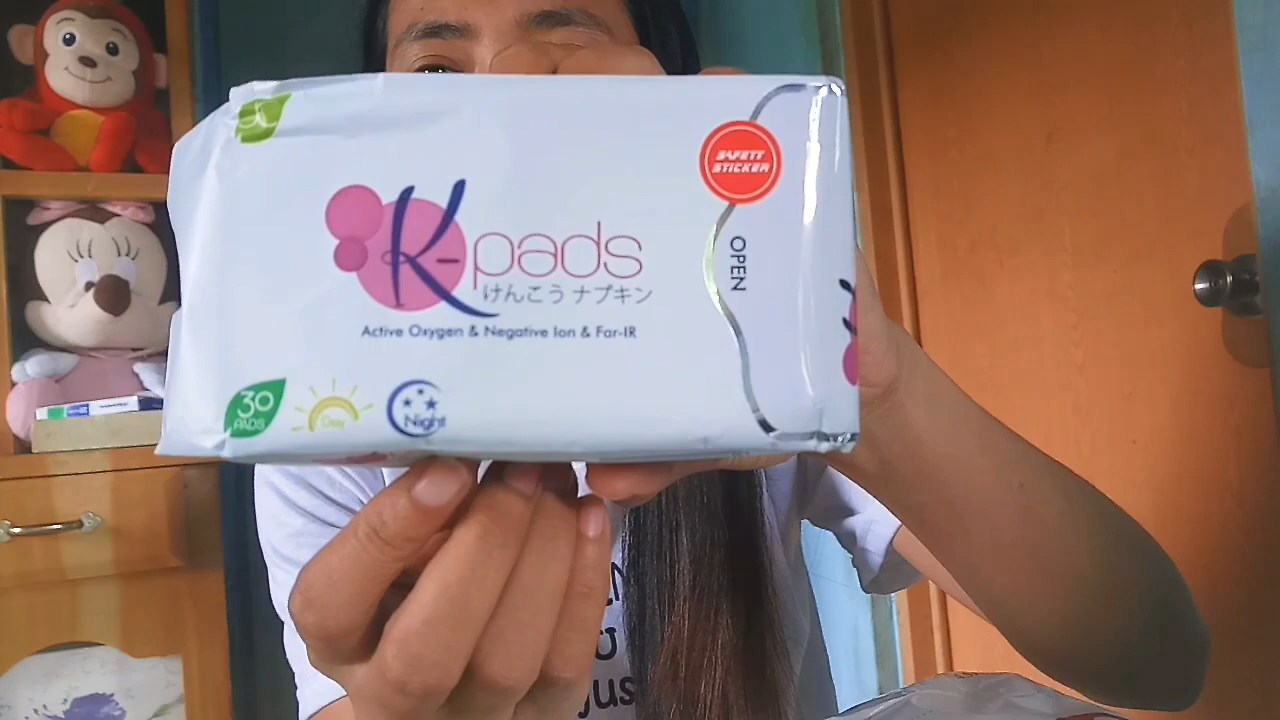 SAFETY
STICKER
K-pads
けんこう ナプキン
OPEN
Active Oxygen & Negative Ion & Far-IR
30
PADS
Day
Night
jus